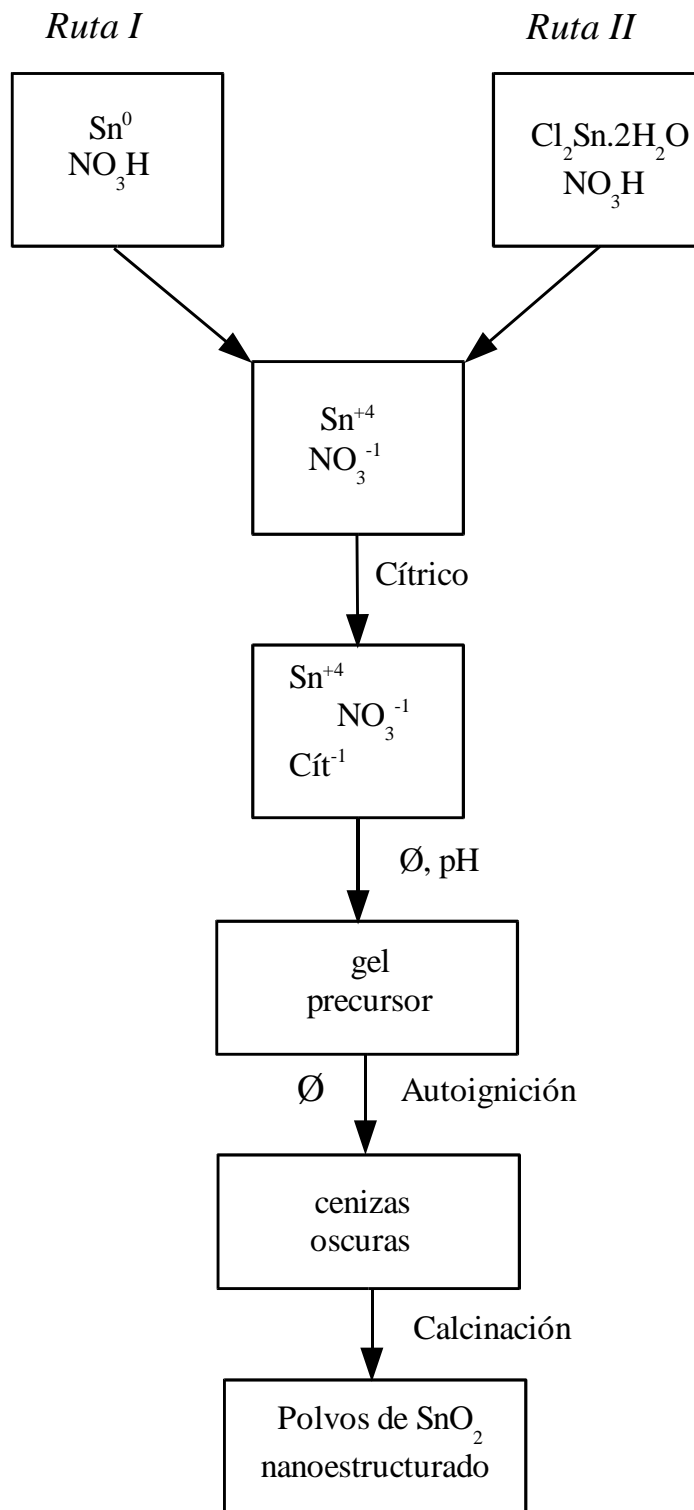 Ruta I
Ruta II
Sn⁰
NO₃H
Cl₂Sn.2H₂O
NO₃H
Sn⁺⁴
NO₃⁻¹
Cítrico
Sn⁺⁴
NO₃⁻¹
Cít⁻¹
Ø, pH
gel
precursor
Ø Autoignición
cenizas
oscuras
Calcinación
Polvos de SnO₂
nanoestructurado